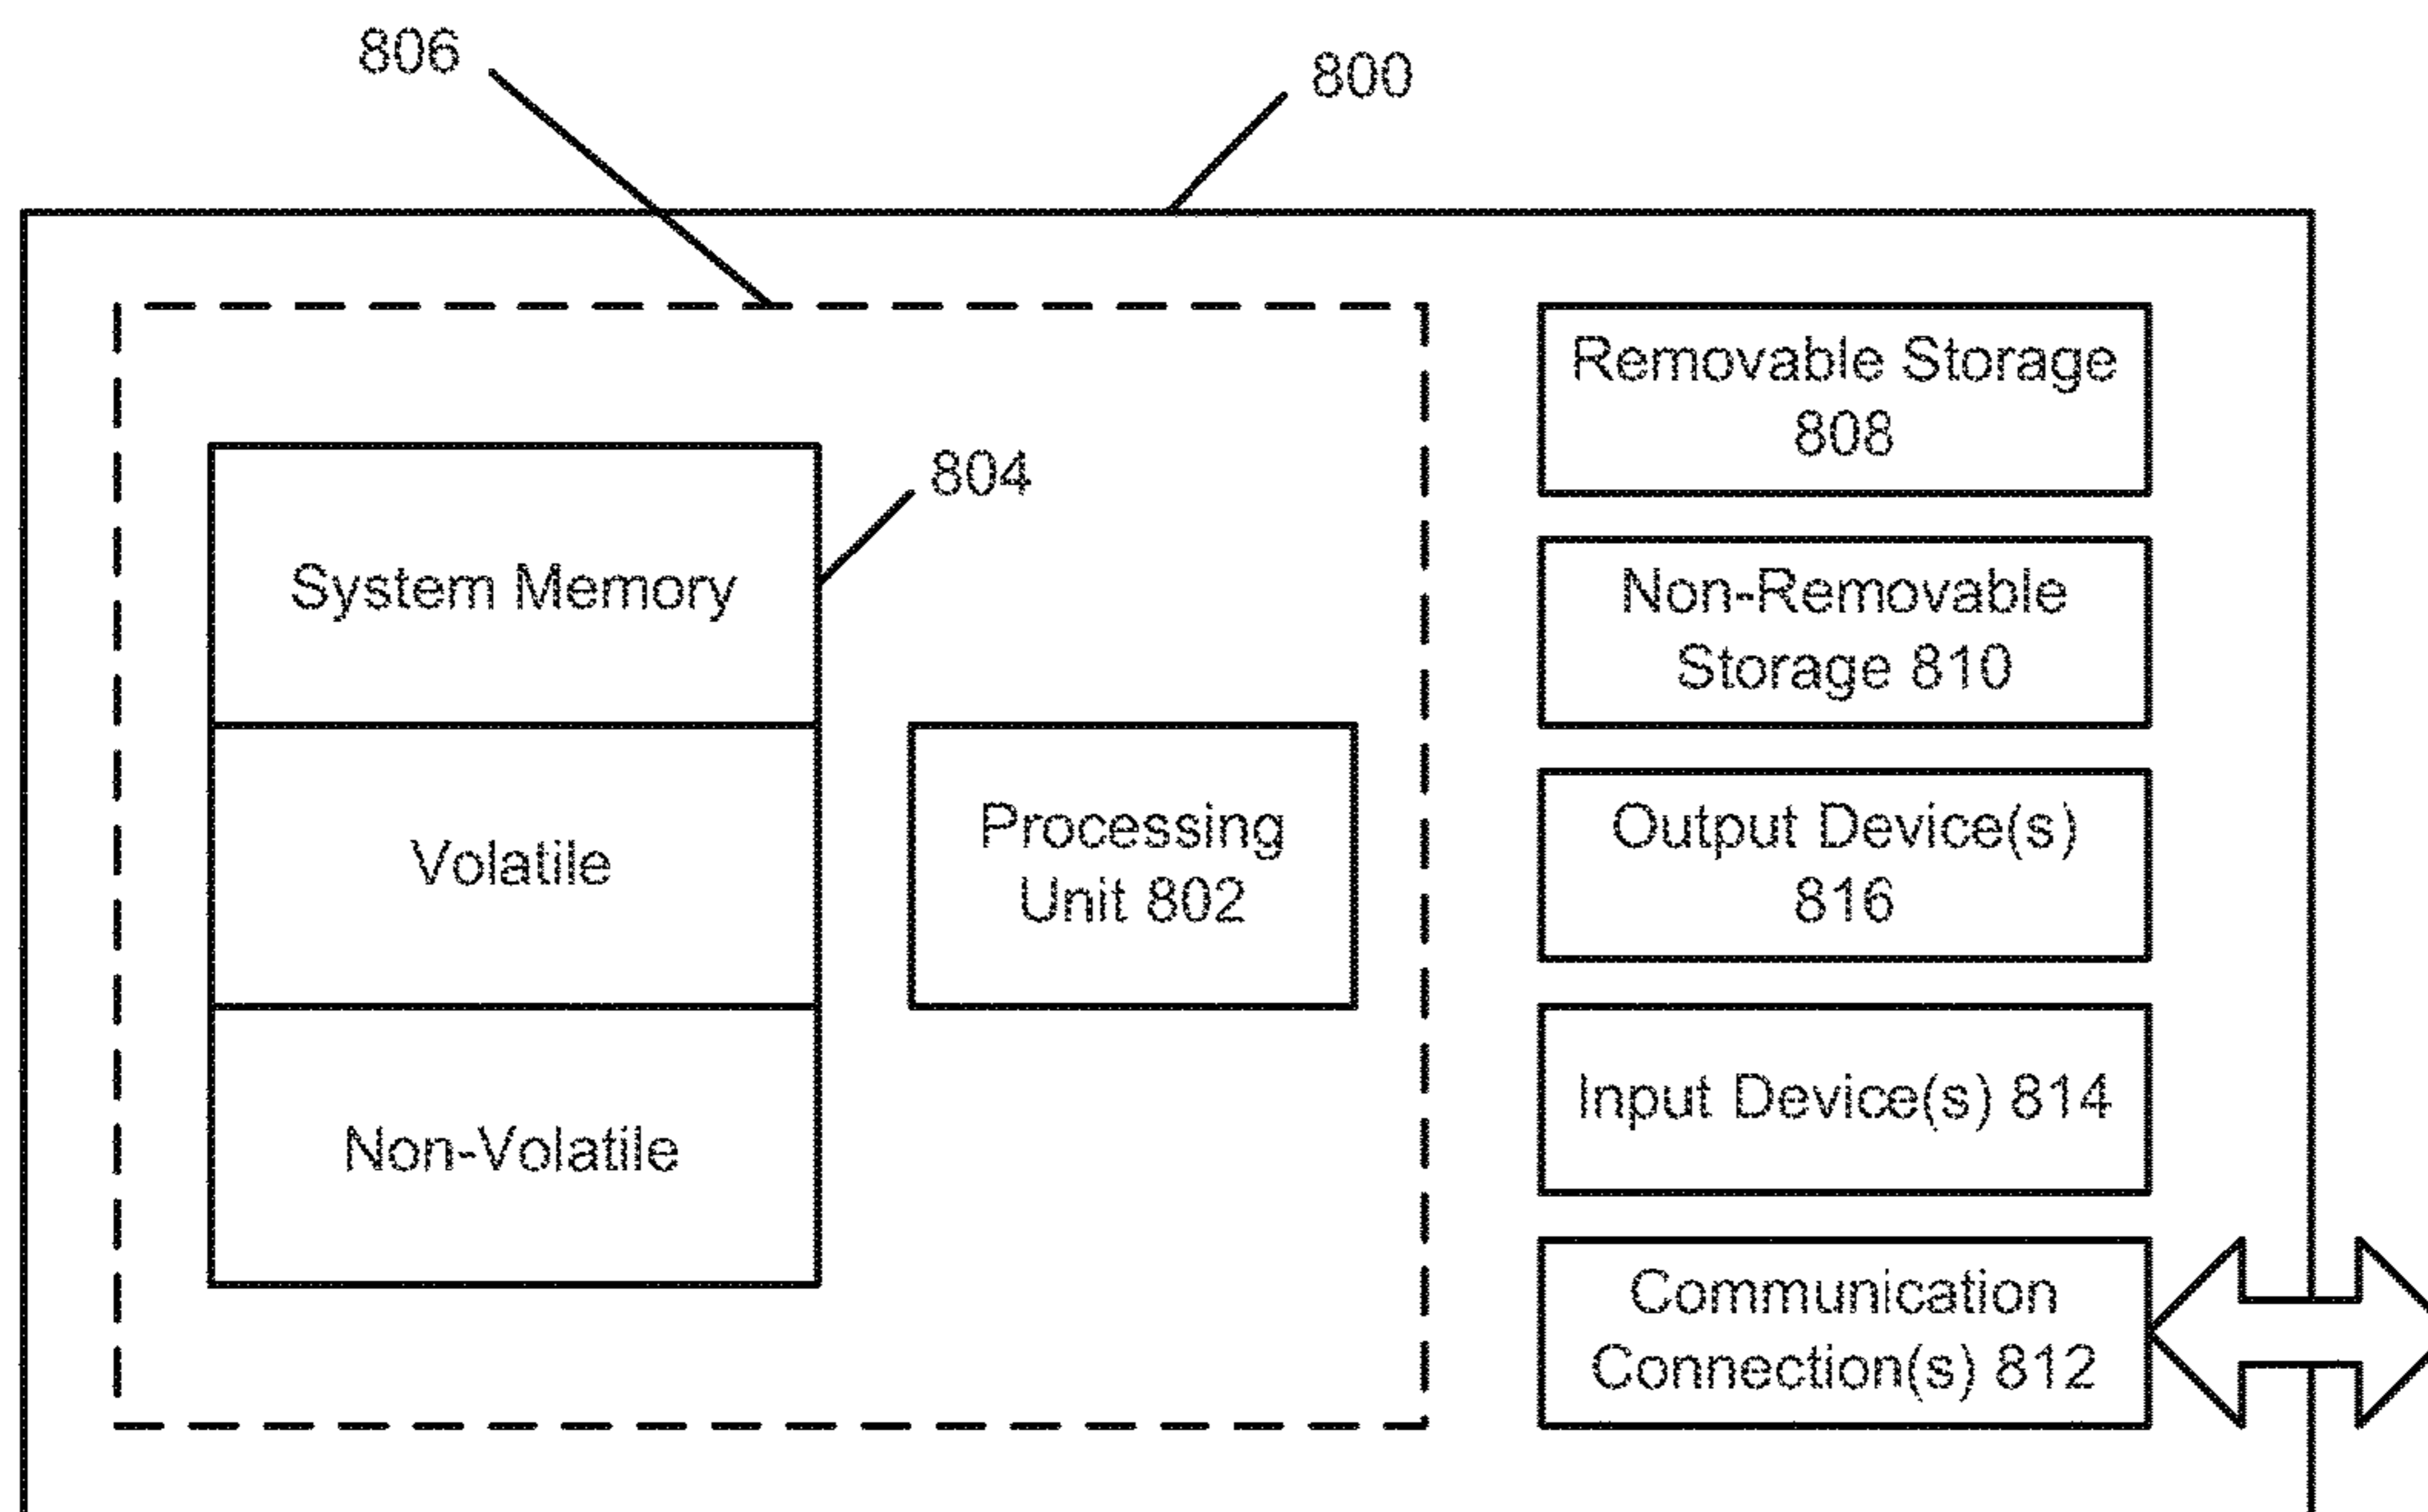 806
800
Removable Storage
808
804
System Memory
Non-Removable
Storage 810
Volatile
Processing
Unit 802
Output Device(s)
816
Non-Volatile
Input Device(s) 814
Communication
Connection(s) 812